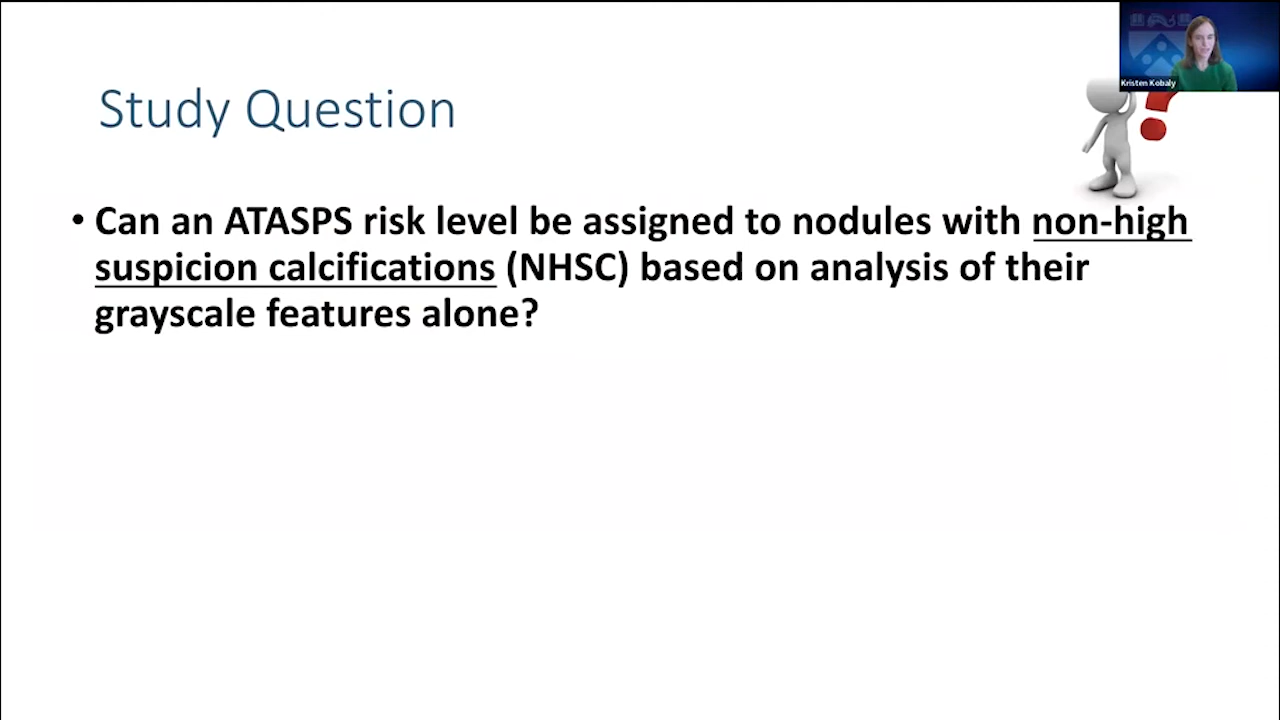 Kristen Kobaly
Study Question
• Can an ATASPS risk level be assigned to nodules with non-high
suspicion calcifications (NHSC) based on analysis of their
grayscale features alone?